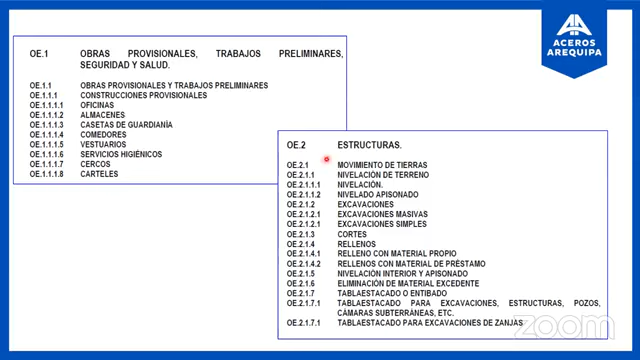 ACEROS
AREQUIPA
OE.1 OBRAS PROVISIONALES, TRABAJOS PRELIMINARES,
SEGURIDAD Y SALUD.
OE.1.1 OBRAS PROVISIONALES Y TRABAJOS PRELIMINARES
OE.1.1.1 CONSTRUCCIONES PROVISIONALES
OE.1.1.1.1 OFICINAS
OE.1.1.1.2 ALMACENES
OE.1.1.1.3 CASETAS DE GUARDIANÍA
OE.1.1.1.4 COMEDORES
OE.1.1.1.5 VESTUARIOS
OE.1.1.1.6 SERVICIOS HIGIÉNICOS
OE.1.1.1.7 CERCOS
OE.1.1.1.8 CARTELES
OE.2 ESTRUCTURAS.
OE.2.1 MOVIMIENTO DE TIERRAS
OE.2.1.1 NIVELACIÓN DE TERRENO
OE.2.1.1.1 NIVELACIÓN.
OE.2.1,1.2 NIVELADO APISONADO
OE.2.1.2 EXCAVACIONES
OE.2.1.2.1 EXCAVACIONES MASIVAS
OE.2.1.2.1 EXCAVACIONES SIMPLES
OE.2.1.3 CORTES
OE.2.1.4 RELLENOS
OE.2.1.4.1 RELLENO CON MATERIAL PROPIO
OE.2.1.4.2 RELLENOS CON MATERIAL DE PRÉSTAMO
OE.2.1.5 NIVELACIÓN INTERIOR Y APISONADO
OE.2.1.6 ELIMINACIÓN DE MATERIAL EXCEDENTE
OE.2.1.7 TABLAESTACADO O ENTIBADO
OE.2.1.7.1 TABLAESTACADO PARA EXCAVACIONES, ESTRUCTURAS, POZOS,
CÁMARAS SUBTERRÁNEAS, ETC.
OE.2.1.7.1 TABLAESTACADO PARA EXCAVACIONES DE ZANJAS
zoom